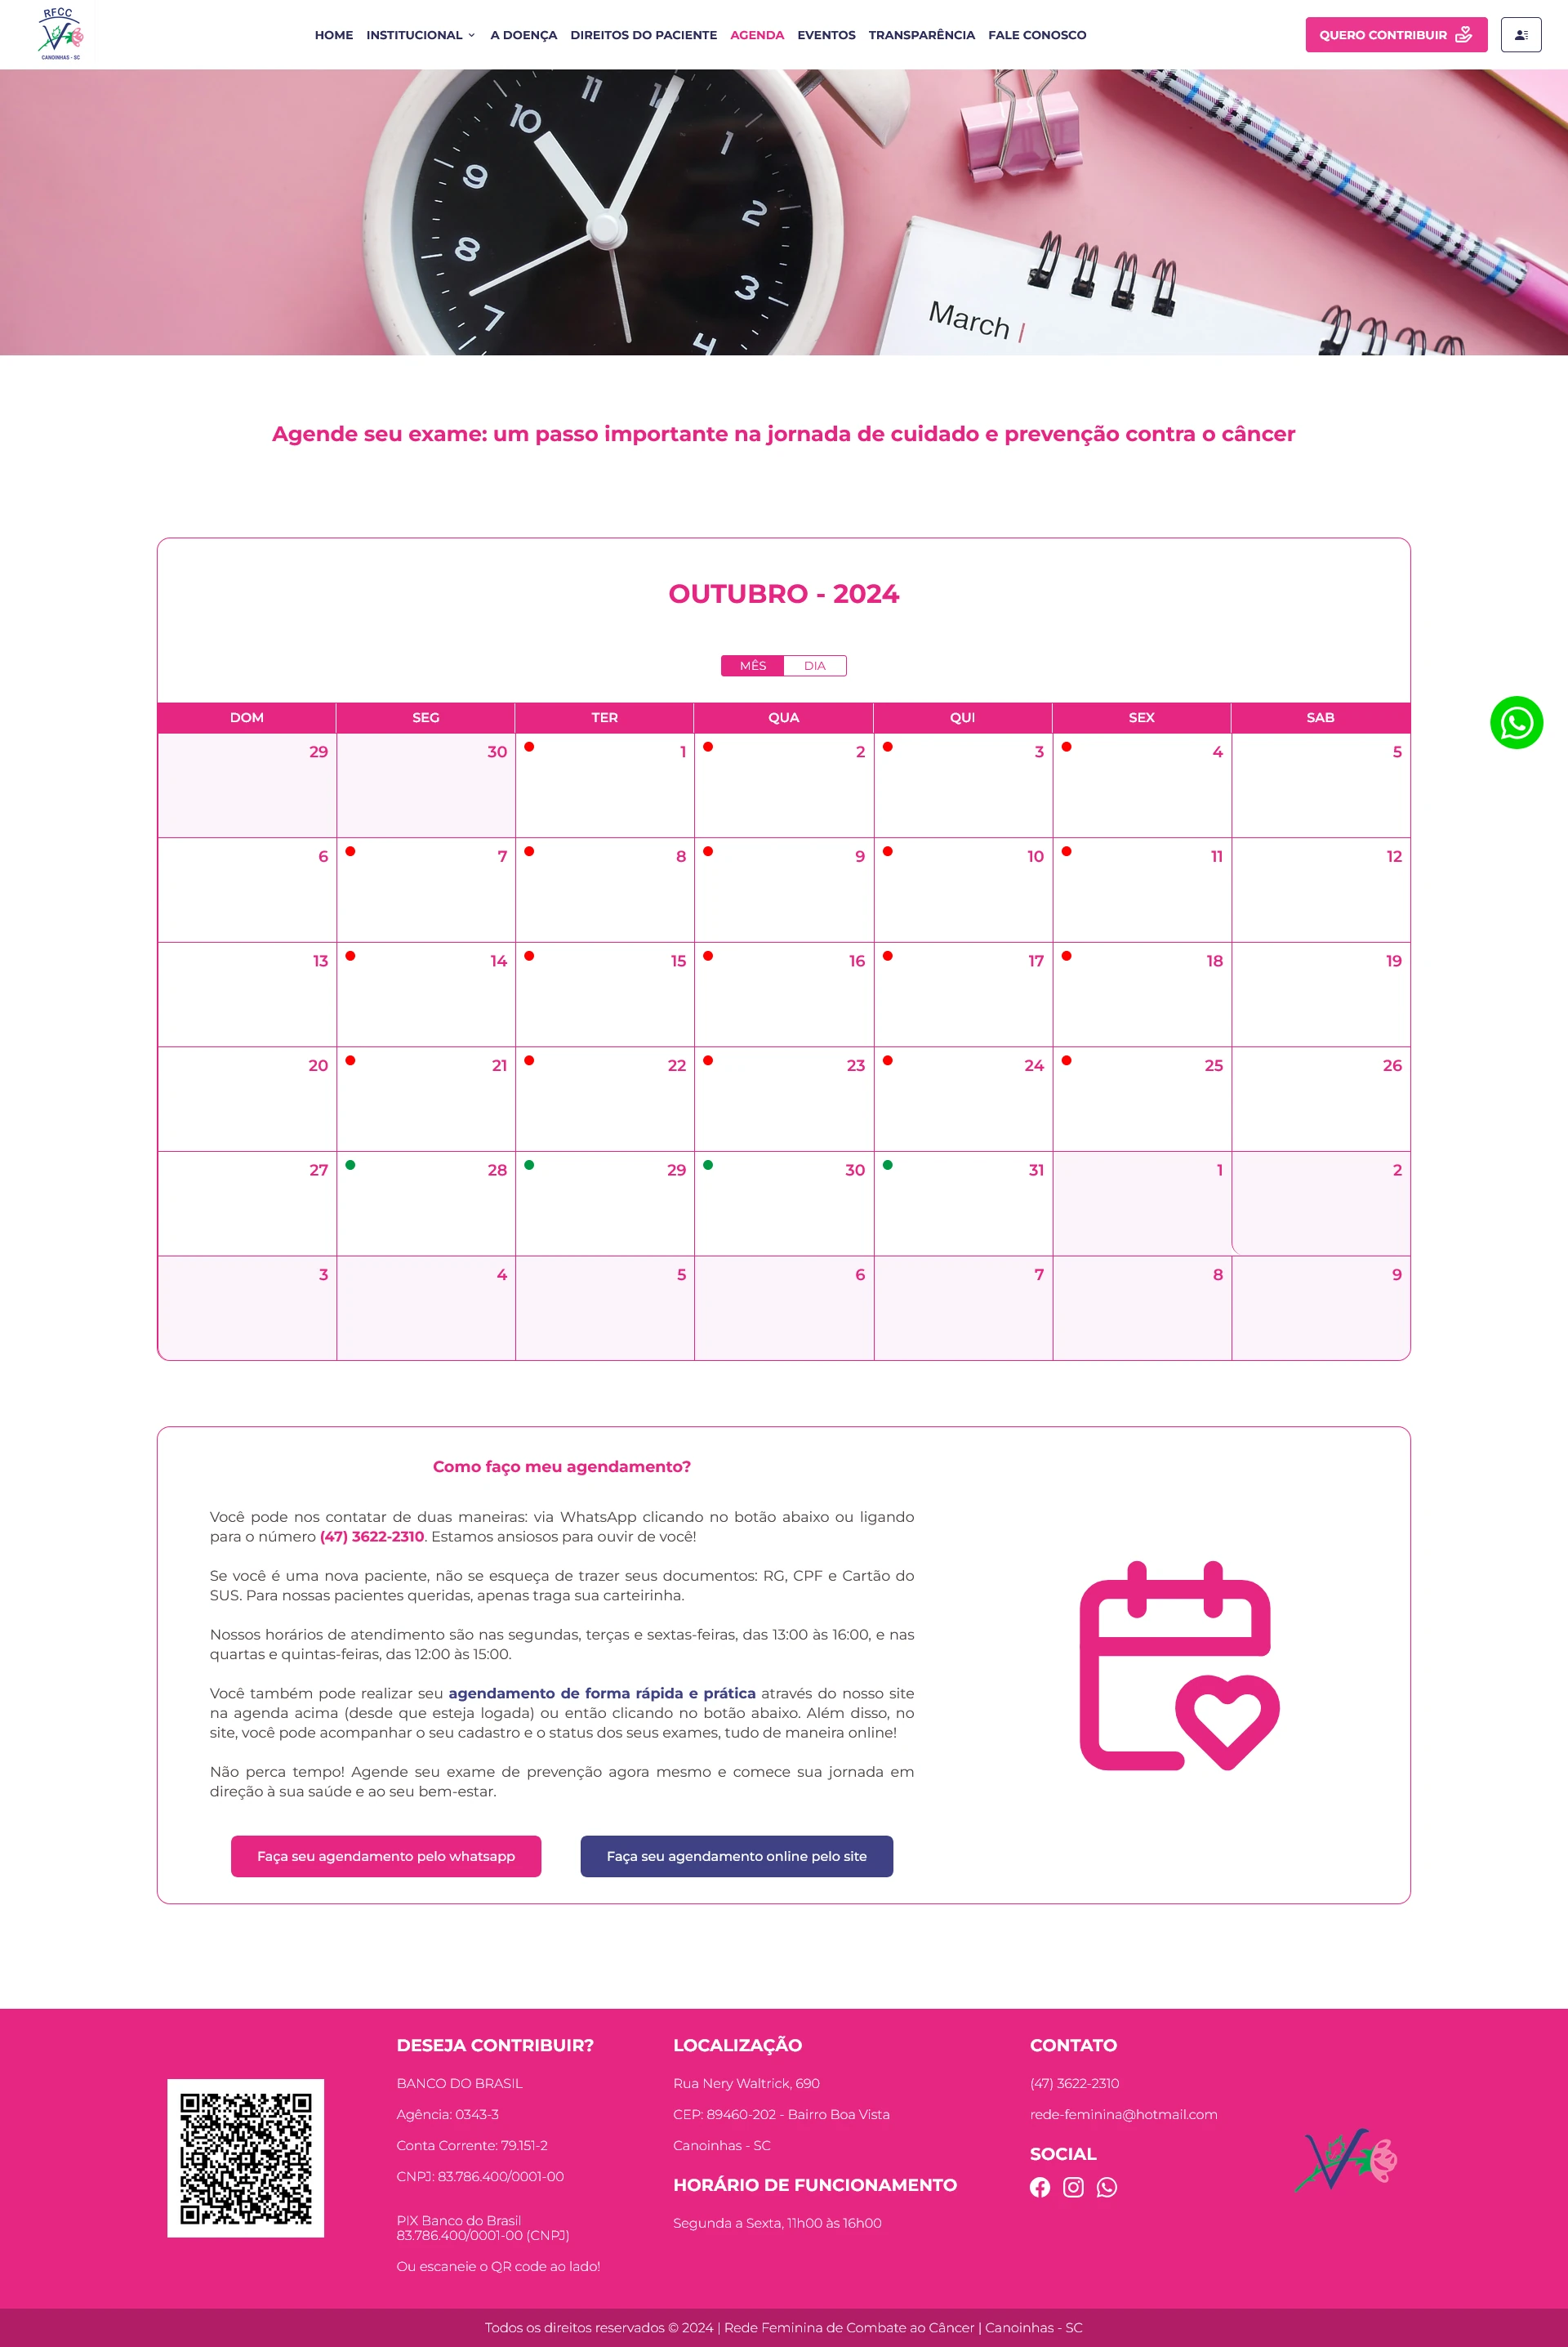 RFCC
CANOINHAS - SC
HOME INSTITUCIONAL A DOENÇA DIREITOS DO PACIENTE AGENDA EVENTOS TRANSPARÊNCIA FALE CONOSCO
QUERO CONTRIBUIR
10 11 12 1
9 2
8 3
7 4
March
Agende seu exame: um passo importante na jornada de cuidado e prevenção contra o câncer
OUTUBRO - 2024
MÊS DIA
DOM SEG TER QUA QUI SEX SAB
29 30 1 2 3 4 5
6 7 8 9 10 11 12
13 14 15 16 17 18 19
20 21 22 23 24 25 26
27 28 29 30 31 1 2
3 4 5 6 7 8 9
Como faço meu agendamento?
Você pode nos contatar de duas maneiras: via WhatsApp clicando no botão abaixo ou ligando
para o número (47) 3622-2310. Estamos ansiosos para ouvir de você!
Se você é uma nova paciente, não se esqueça de trazer seus documentos: RG, CPF e Cartão do
SUS. Para nossas pacientes queridas, apenas traga sua carteirinha.
Nossos horários de atendimento são nas segundas, terças e sextas-feiras, das 13:00 às 16:00, e nas
quartas e quintas-feiras, das 12:00 às 15:00.
Você também pode realizar seu agendamento de forma rápida e prática através do nosso site
na agenda acima (desde que esteja logada) ou então clicando no botão abaixo. Além disso, no
site, você pode acompanhar o seu cadastro e o status dos seus exames, tudo de maneira online!
Não perca tempo! Agende seu exame de prevenção agora mesmo e comece sua jornada em
direção à sua saúde e ao seu bem-estar.
Faça seu agendamento pelo whatsapp
Faça seu agendamento online pelo site
DESEJA CONTRIBUIR?
BANCO DO BRASIL
Agência: 0343-3
Conta Corrente: 79.151-2
CNPJ: 83.786.400/0001-00
PIX Banco do Brasil
83.786.400/0001-00 (CNPJ)
Ou escaneie o QR code ao lado!
LOCALIZAÇÃO
Rua Nery Waltrick, 690
CEP: 89460-202 - Bairro Boa Vista
Canoinhas - SC
HORÁRIO DE FUNCIONAMENTO
Segunda a Sexta, 11h00 às 16h00
CONTATO
(47) 3622-2310
rede-feminina@hotmail.com
SOCIAL
Todos os direitos reservados © 2024 | Rede Feminina de Combate ao Câncer | Canoinhas - SC